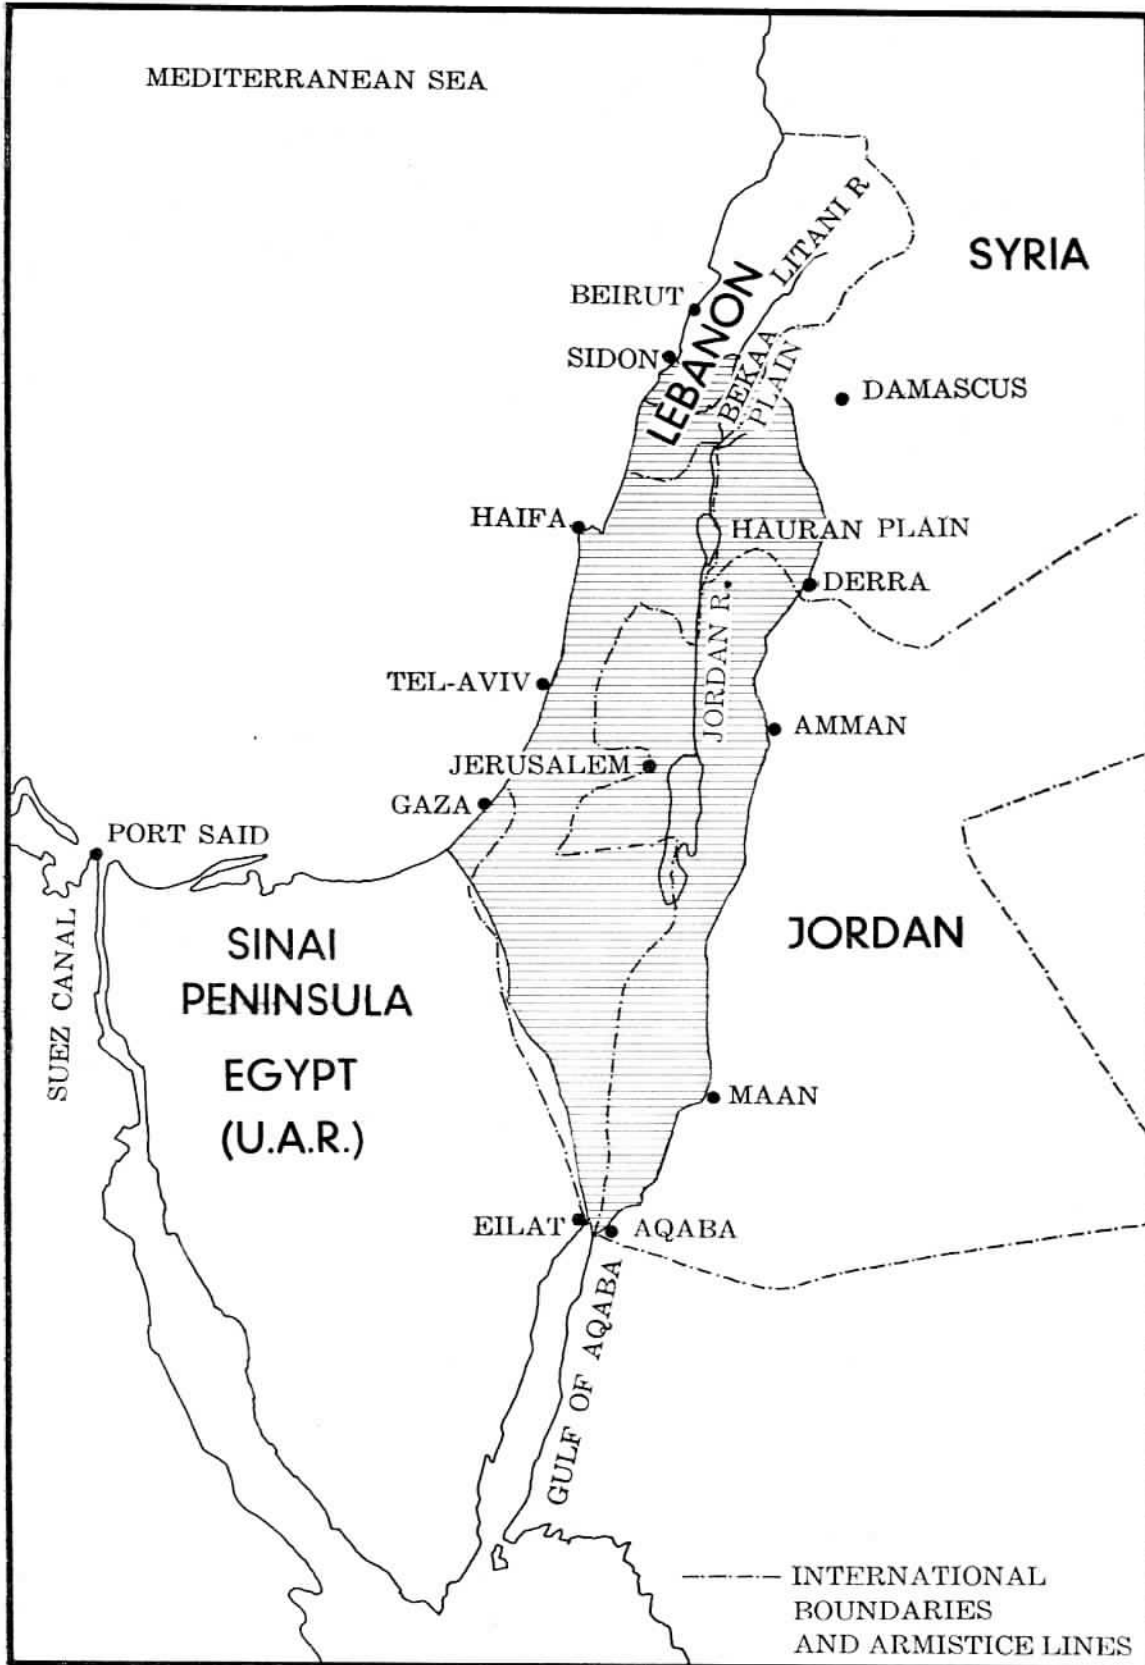 MEDITERRANEAN SEA
LITANI R
SYRIA
BEIRUT
LEBANON
SIDON
BEKAA
PLAIN
DAMASCUS
HAIFA
HAURAN PLAIN
DERRA
JORDAN R.
TEL-AVIV
AMMAN
JERUSALEM
GAZA
PORT SAID
SUEZ CANAL
SINAI
PENINSULA
EGYPT
(U.A.R.)
JORDAN
MAAN
EILAT
AQABA
GULF OF AQABA
INTERNATIONAL
BOUNDARIES
AND ARMISTICE LINES